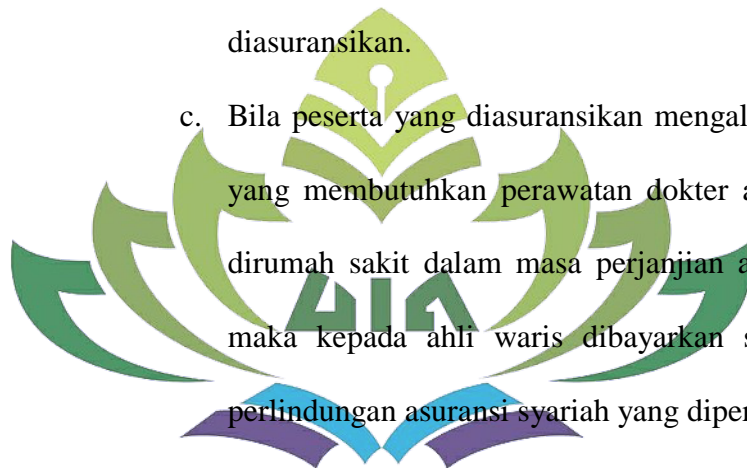 diasuransikan.
c. Bila peserta yang diasuransikan mengal
yang membutuhkan perawatan dokter a
dirumah sakit dalam masa perjanjian a
UIN
maka kepada ahli waris dibayarkan s
perlindungan asuransi syariah yang diper